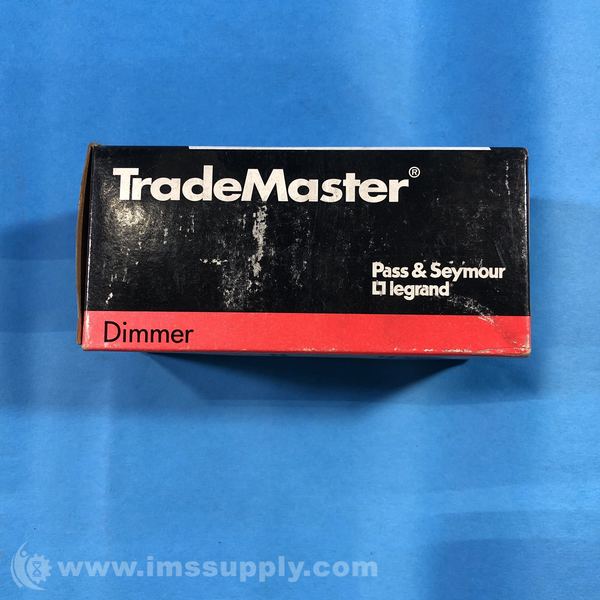 TradeMaster®
Pass & Seymour
legrand
Dimmer
www.imssupply.com